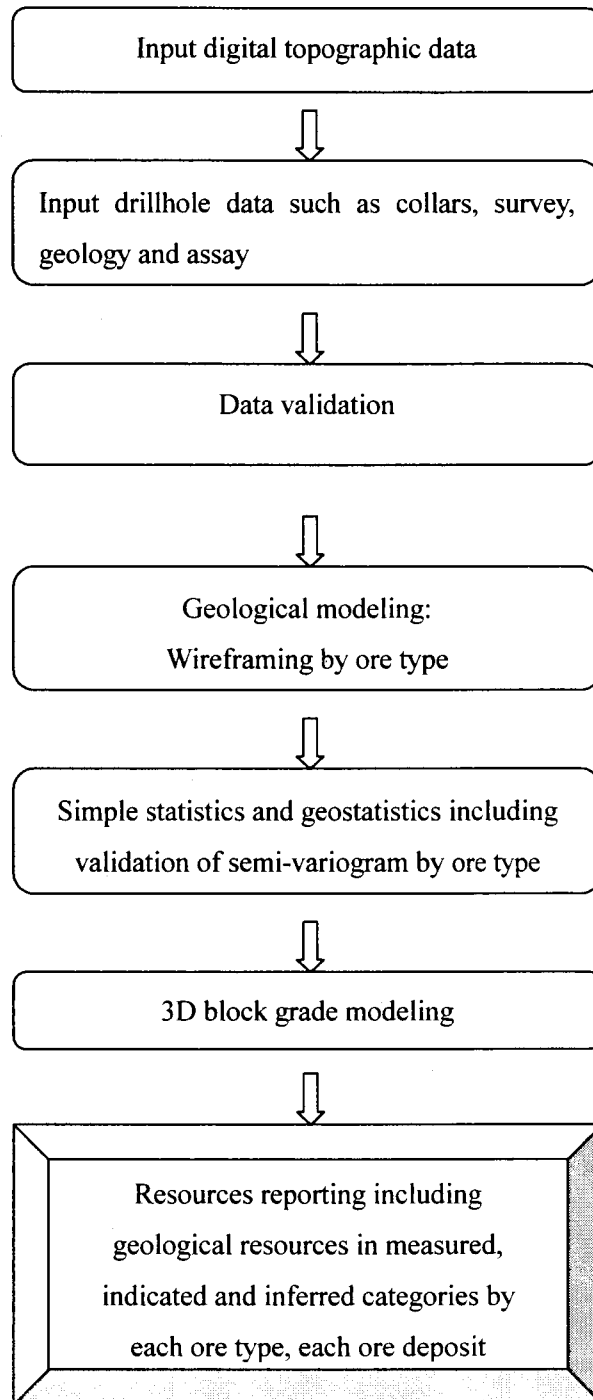 Input digital topographic data
Input drillhole data such as collars, survey,
geology and assay
Data validation
Geological modeling:
Wireframing by ore type
Simple statistics and geostatistics including
validation of semi-variogram by ore type
3D block grade modeling
Resources reporting including
geological resources in measured,
indicated and inferred categories by
each ore type, each ore deposit